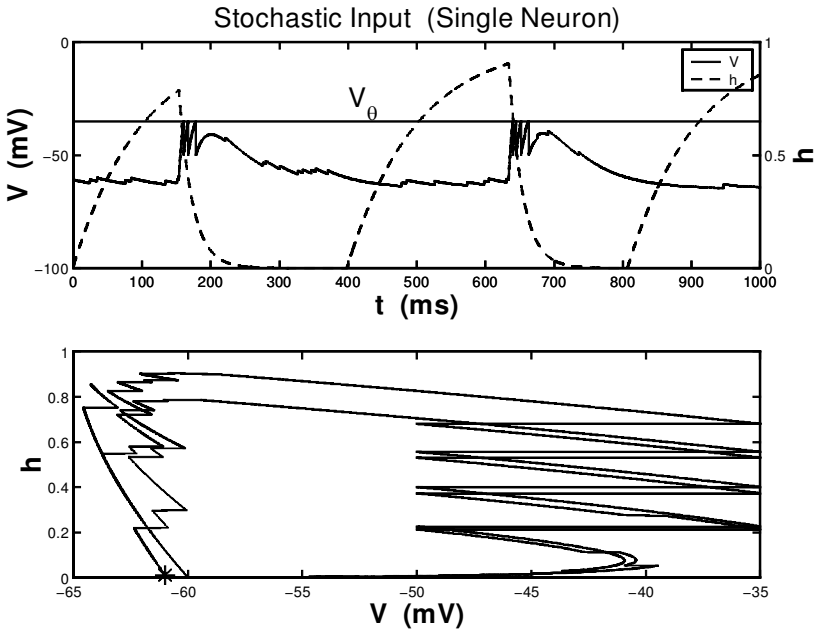 Stochastic Input (Single Neuron)
V (mV)
0
−50
−100
V
h
V_θ
1
0.5
0
h
0 100 200 300 400 500 600 700 800 900 1000
t (ms)
h
1
0.8
0.6
0.4
0.2
0
−65 −60 −55 −50 −45 −40 −35
V (mV)